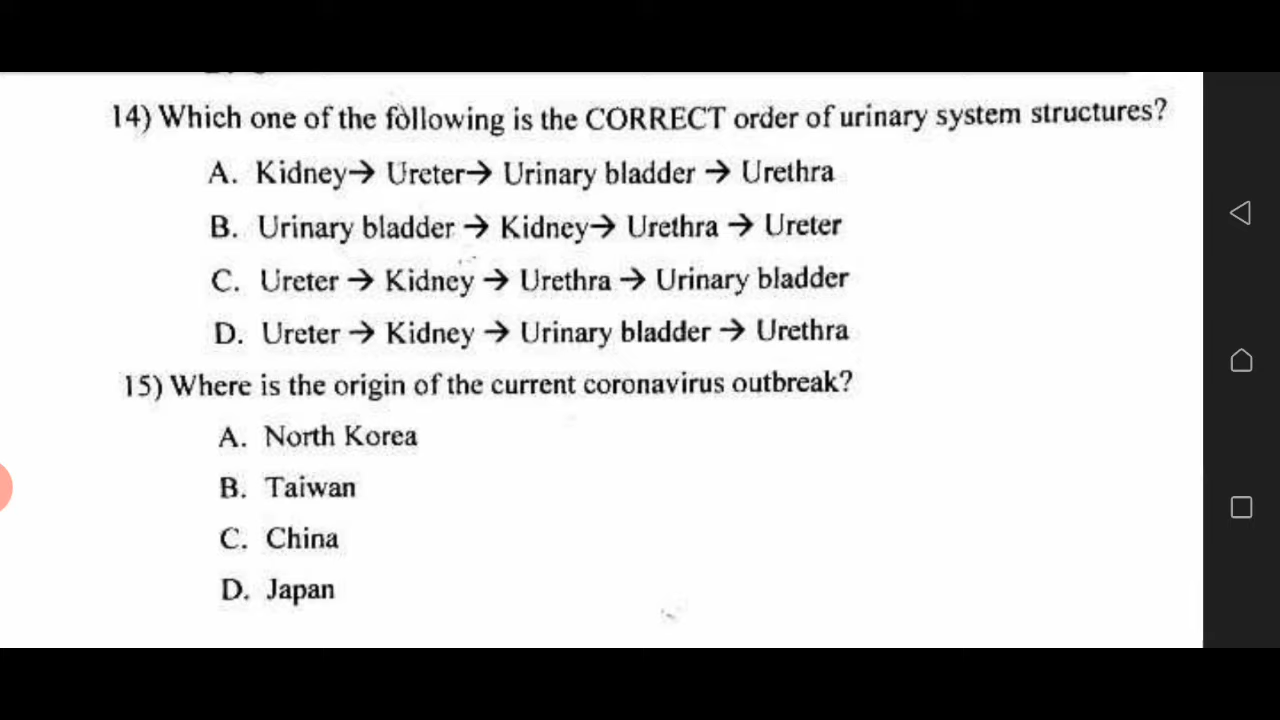 14) Which one of the following is the CORRECT order of urinary system structures?
A. Kidney→ Ureter→ Urinary bladder → Urethra
B. Urinary bladder → Kidney→ Urethra → Ureter
C. Ureter → Kidney → Urethra → Urinary bladder
D. Ureter → Kidney → Urinary bladder → Urethra
15) Where is the origin of the current coronavirus outbreak?
A. North Korea
B. Taiwan
C. China
D. Japan